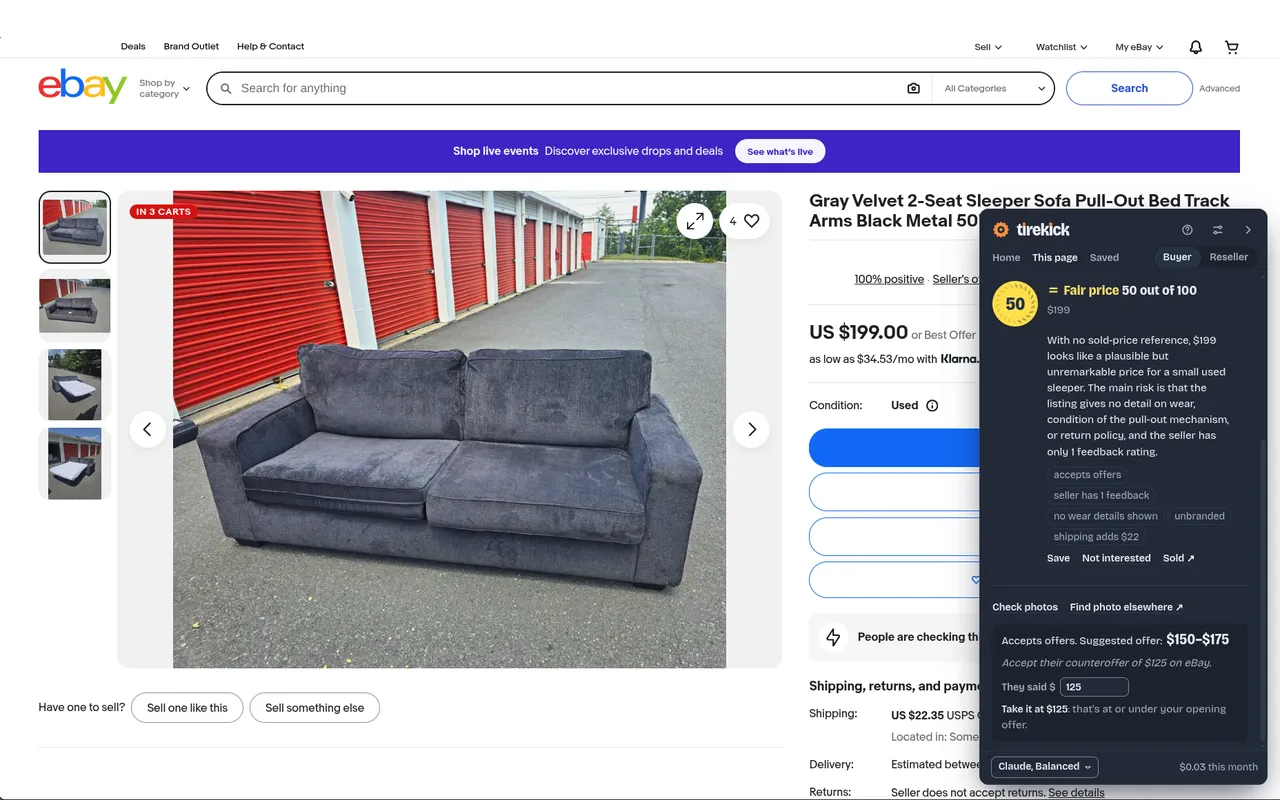 Deals Brand Outlet Help & Contact Sell Watchlist My eBay
ebay
Shop by category
Search for anything
All Categories
Search
Advanced
Shop live events Discover exclusive drops and deals See what's live
IN 3 CARTS
4
Have one to sell? Sell one like this Sell something else
Gray Velvet 2-Seat Sleeper Sofa Pull-Out Bed Track
Arms Black Metal 50
100% positive · Seller's o
US $199.00 or Best Offer
as low as $34.53/mo with Klarna.
Condition: Used
People are checking th
Shipping, returns, and payme
Shipping: US $22.35 USPS
Located in: Some
Delivery: Estimated betwee
Returns: Seller does not accept returns. See details
tirekick
Home This page Saved Buyer Reseller
50
= Fair price 50 out of 100
$199
With no sold-price reference, $199
looks like a plausible but
unremarkable price for a small used
sleeper. The main risk is that the
listing gives no detail on wear,
condition of the pull-out mechanism,
or return policy, and the seller has
only 1 feedback rating.
accepts offers
seller has 1 feedback
no wear details shown unbranded
shipping adds $22
Save Not interested Sold ↗
Check photos Find photo elsewhere ↗
Accepts offers. Suggested offer: $150–$175
Accept their counteroffer of $125 on eBay.
They said $ 125
Take it at $125: that's at or under your opening
offer.
Claude, Balanced $0.03 this month